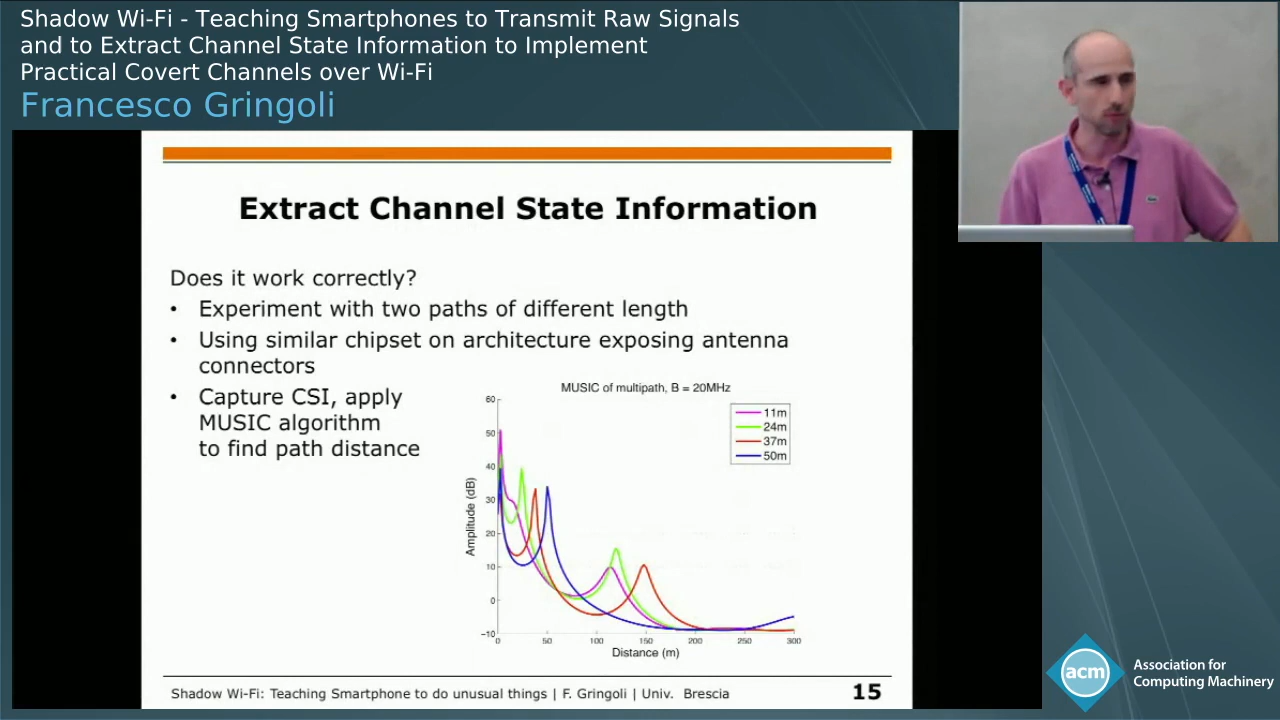 Shadow Wi-Fi - Teaching Smartphones to Transmit Raw Signals
and to Extract Channel State Information to Implement
Practical Covert Channels over Wi-Fi
Francesco Gringoli
Extract Channel State Information
Does it work correctly?
• Experiment with two paths of different length
• Using similar chipset on architecture exposing antenna
connectors
• Capture CSI, apply
MUSIC algorithm
to find path distance
MUSIC of multipath, B = 20MHz
11m
24m
37m
50m
Amplitude (dB)
60
50
40
30
20
10
0
-10
0 50 100 150 200 250 300
Distance (m)
Shadow Wi-Fi: Teaching Smartphone to do unusual things | F. Gringoli | Univ. Brescia
15
acm
Association for
Computing Machinery